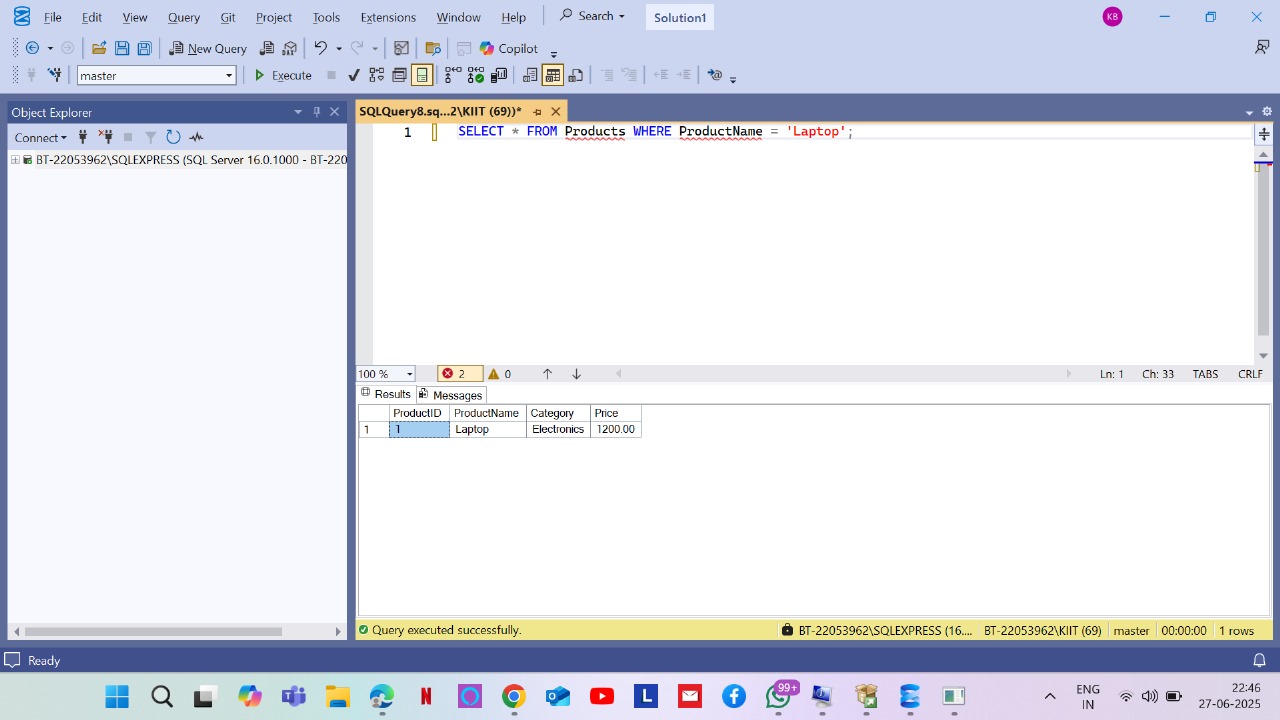 File Edit View Query Git Project Tools Extensions Window Help Search Solution1 KB
New Query Copilot
master Execute
Object Explorer
Connect
BT-22053962\SQLEXPRESS (SQL Server 16.0.1000 - BT-220
SQLQuery8.sq...2\KIIT (69))*
1 SELECT * FROM Products WHERE ProductName = 'Laptop';
100 % 2 0 Ln: 1 Ch: 33 TABS CRLF
Results Messages
ProductID ProductName Category Price
1 1 Laptop Electronics 1200.00
Query executed successfully. BT-22053962\SQLEXPRESS (16.... BT-22053962\KIIT (69) master 00:00:00 1 rows
Ready
N L 99+ ENG 22:46
IN 27-06-2025